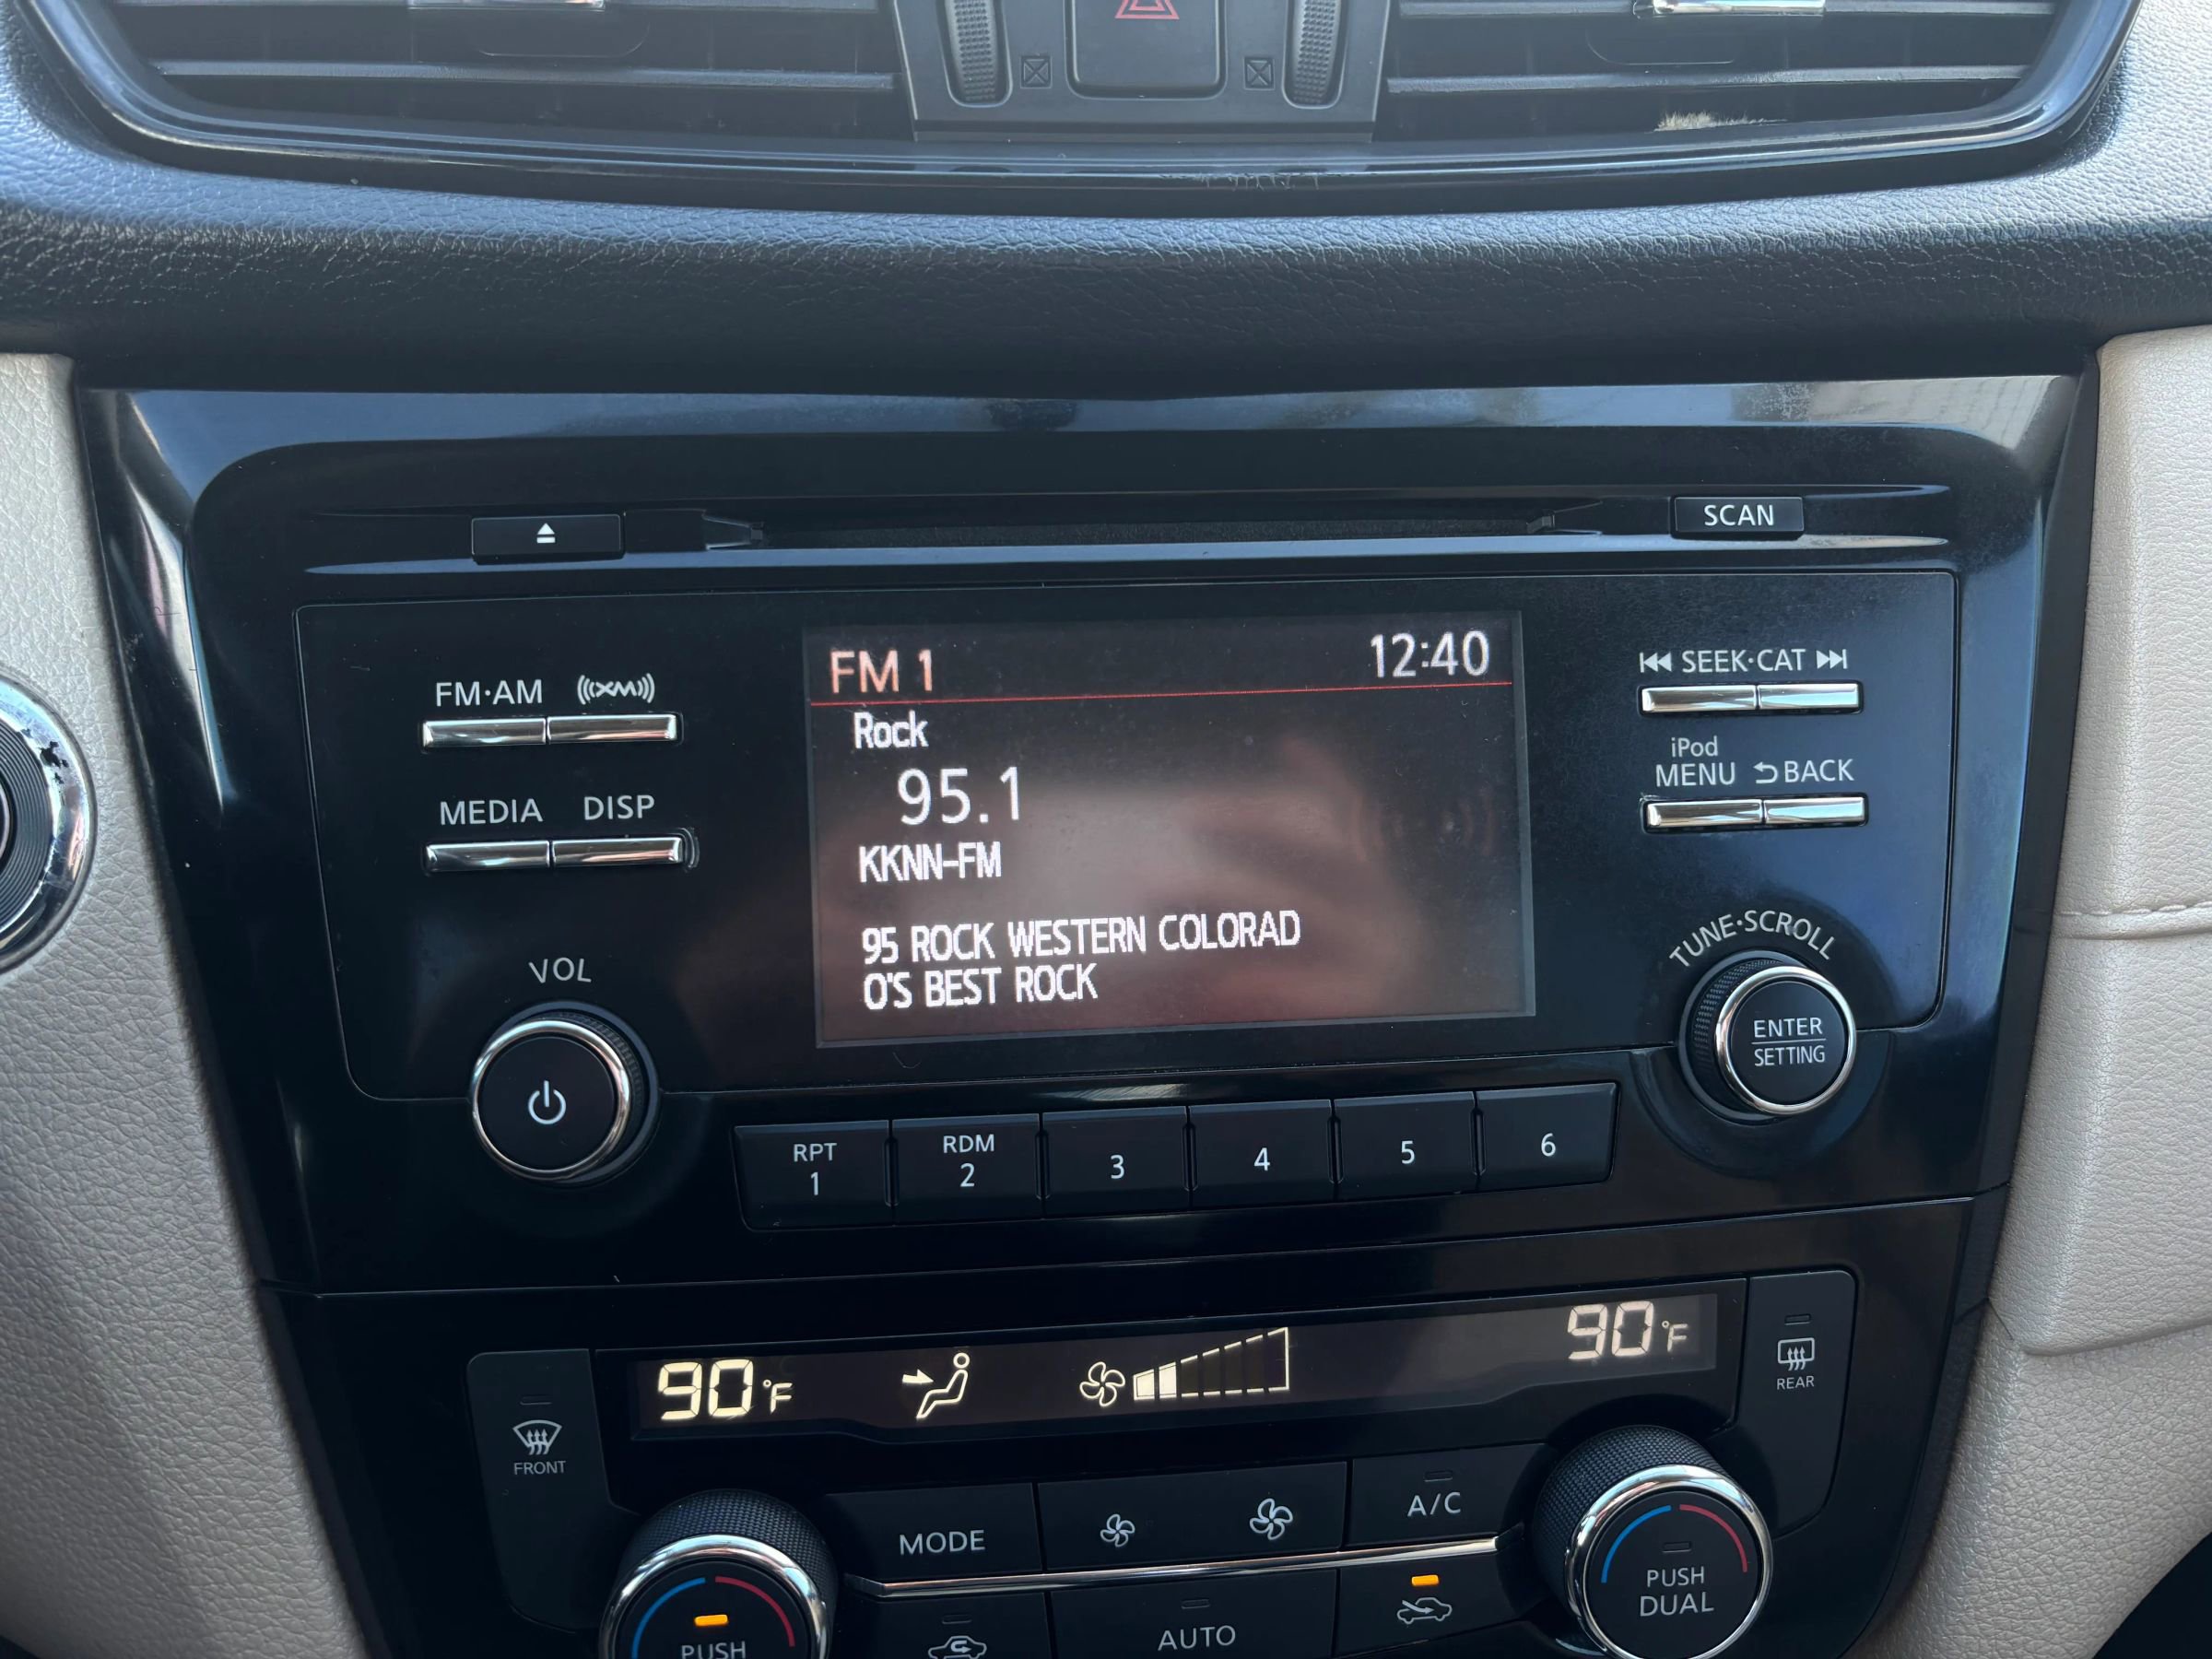 SCAN
FM·AM
XM
FM 1
12:40
SEEK·CAT
Rock
iPod
MENU
BACK
95.1
MEDIA
DISP
KKNN-FM
95 ROCK WESTERN COLORAD
O'S BEST ROCK
VOL
TUNE·SCROLL
ENTER
SETTING
RPT
1
RDM
2
3
4
5
6
90°F
90°F
FRONT
REAR
MODE
A/C
PUSH
AUTO
PUSH
DUAL